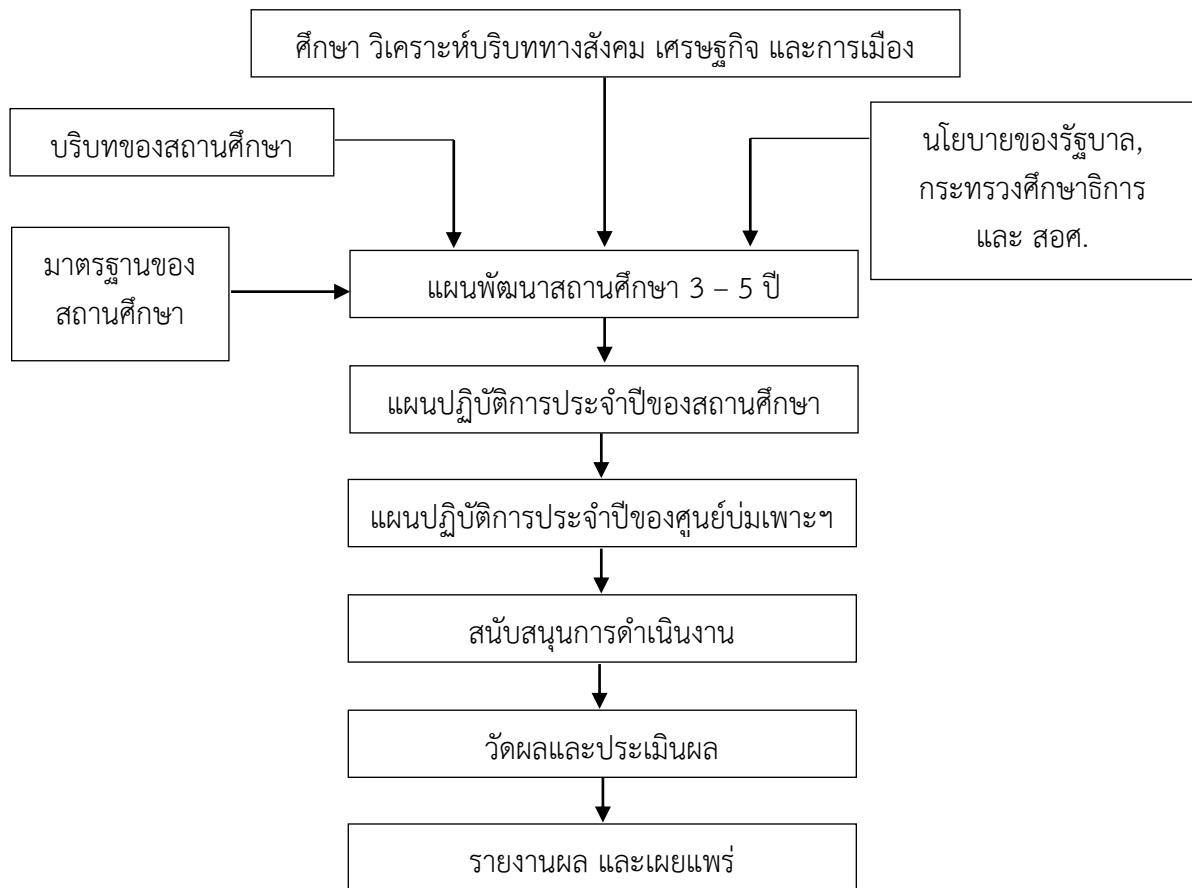 ศึกษา วิเคราะห์บริบททางสังคม เศรษฐกิจ และการเมือง
บริบทของสถานศึกษา
นโยบายของรัฐบาล,
กระทรวงศึกษาธิการ
และ สอศ.
มาตรฐานของ
สถานศึกษา
แผนพัฒนาสถานศึกษา 3 – 5 ปี
แผนปฏิบัติการประจำปีของสถานศึกษา
แผนปฏิบัติการประจำปีของศูนย์บ่มเพาะฯ
สนับสนุนการดำเนินงาน
วัดผลและประเมินผล
รายงานผล และเผยแพร่